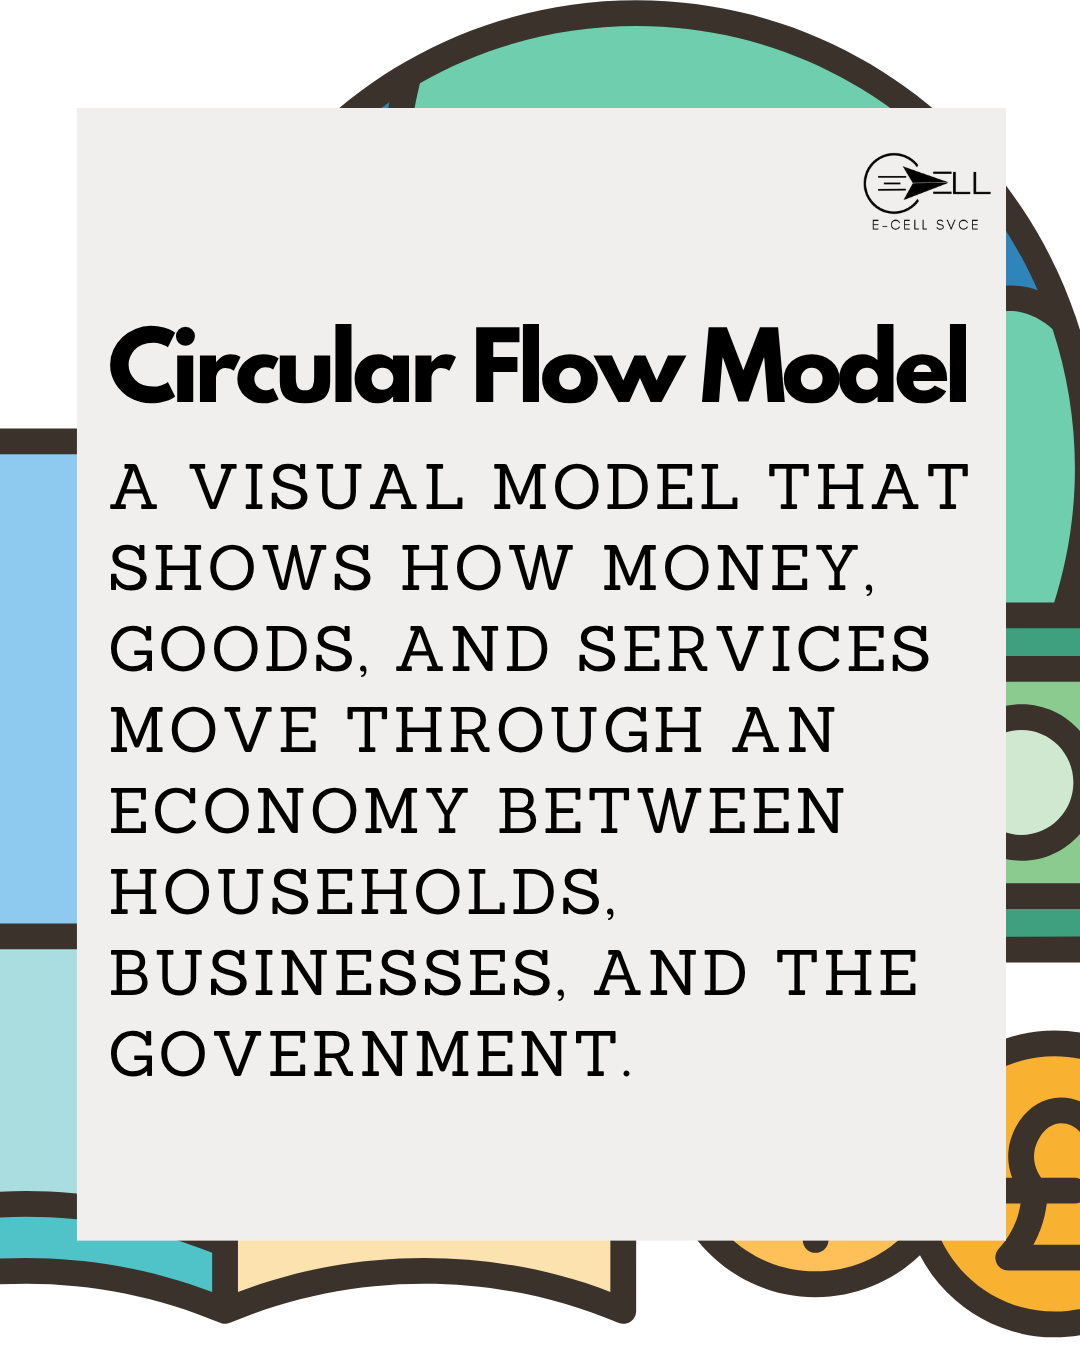 ELL
E-CELL SVCE
Circular Flow Model
A VISUAL MODEL THAT
SHOWS HOW MONEY,
GOODS, AND SERVICES
MOVE THROUGH AN
ECONOMY BETWEEN
HOUSEHOLDS,
BUSINESSES, AND THE
GOVERNMENT.
£